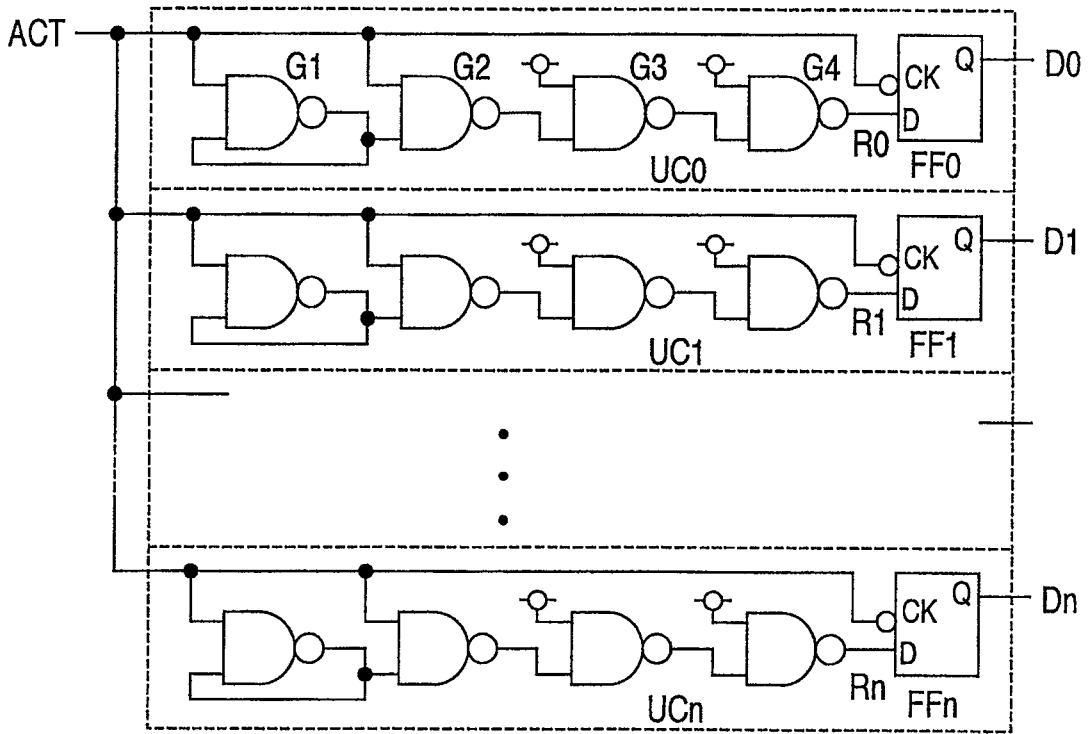 ACT
G1 G2 G3 G4 Q D0
CK
D
R0
UC0 FF0
Q D1
CK
D
R1
UC1 FF1
Q Dn
CK
D
Rn
UCn FFn